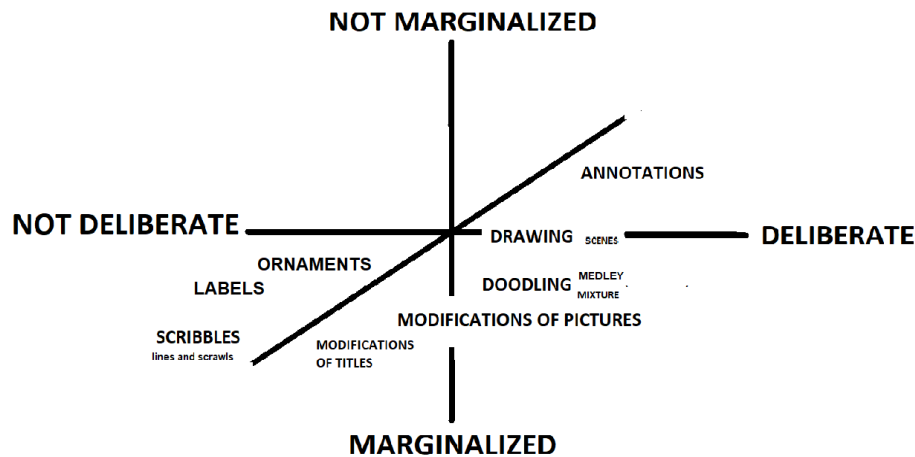 NOT MARGINALIZED
ANNOTATIONS
NOT DELIBERATE
DRAWING SCENES
DELIBERATE
ORNAMENTS
LABELS
DOODLING MEDLEY
MIXTURE
MODIFICATIONS OF PICTURES
SCRIBBLES
lines and scrawls
MODIFICATIONS
OF TITLES
MARGINALIZED